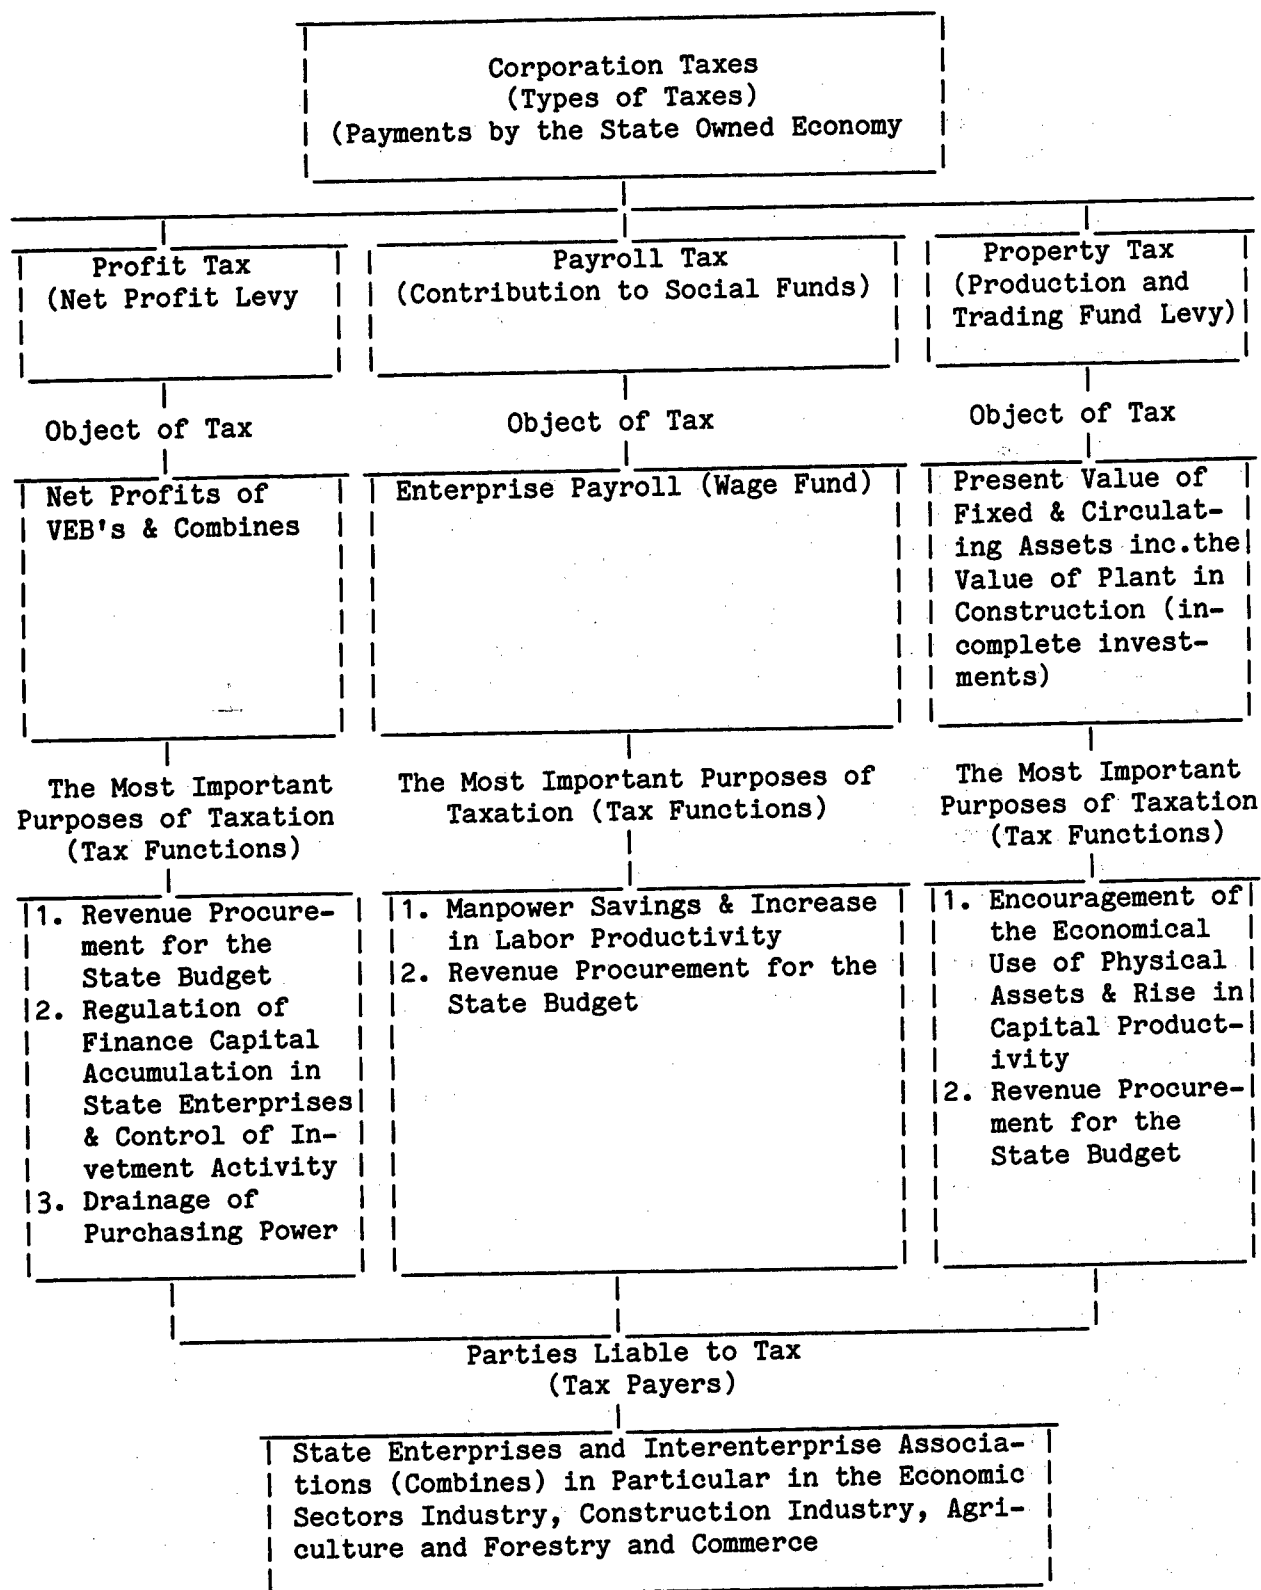 Corporation Taxes
(Types of Taxes)
(Payments by the State Owned Economy
Profit Tax
(Net Profit Levy
Payroll Tax
(Contribution to Social Funds)
Property Tax
(Production and
Trading Fund Levy)
Object of Tax
Object of Tax
Object of Tax
Net Profits of
VEB's & Combines
Enterprise Payroll (Wage Fund)
Present Value of
Fixed & Circulat-
ing Assets inc.the
Value of Plant in
Construction (in-
complete invest-
ments)
The Most Important
Purposes of Taxation
(Tax Functions)
The Most Important Purposes of
Taxation (Tax Functions)
The Most Important
Purposes of Taxation
(Tax Functions)
1. Revenue Procure-
ment for the
State Budget
2. Regulation of
Finance Capital
Accumulation in
State Enterprises
& Control of In-
vetment Activity
3. Drainage of
Purchasing Power
1. Manpower Savings & Increase
in Labor Productivity
2. Revenue Procurement for the
State Budget
1. Encouragement of
the Economical
Use of Physical
Assets & Rise in
Capital Product-
ivity
2. Revenue Procure-
ment for the
State Budget
Parties Liable to Tax
(Tax Payers)
State Enterprises and Interenterprise Associa-
tions (Combines) in Particular in the Economic
Sectors Industry, Construction Industry, Agri-
culture and Forestry and Commerce